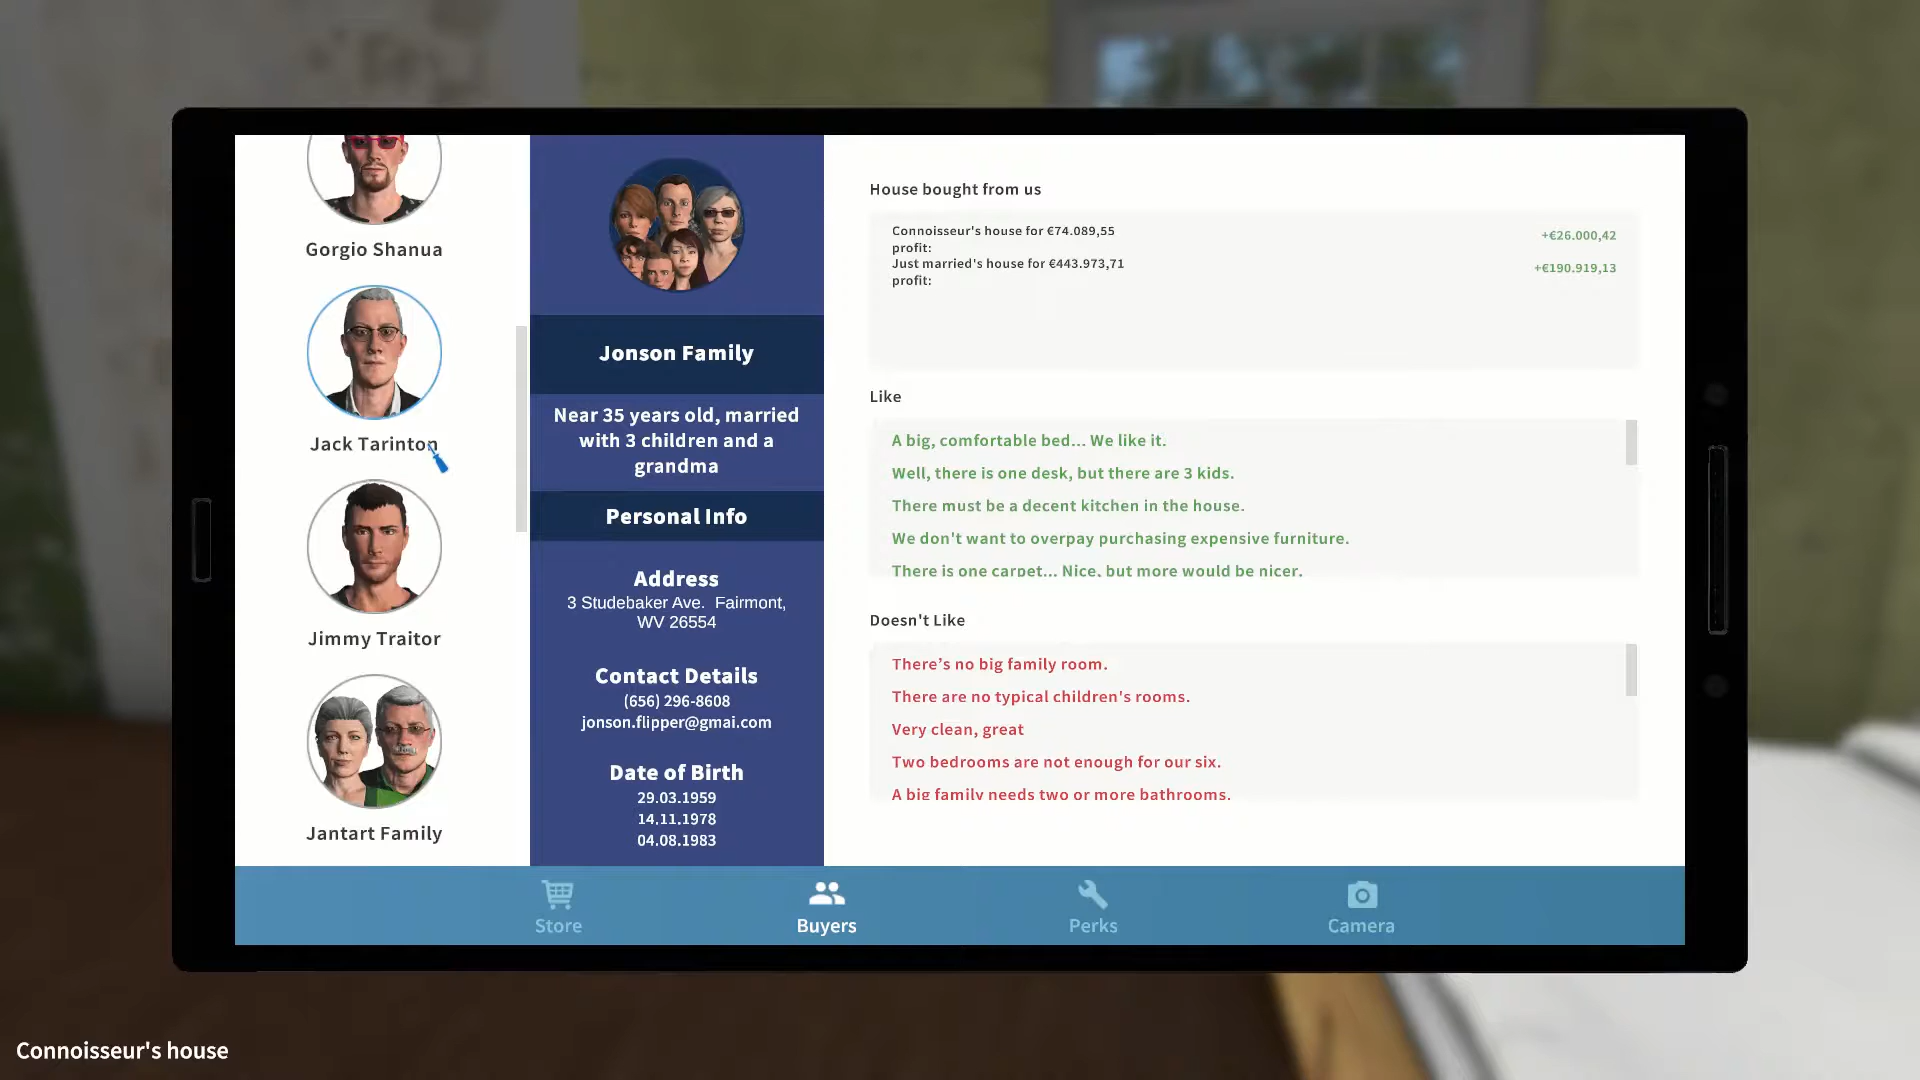 Gorgio Shanua
Jack Tarinton
Jimmy Traitor
Jantart Family
Jonson Family
Near 35 years old, married
with 3 children and a
grandma
Personal Info
Address
3 Studebaker Ave.  Fairmont,
WV 26554
Contact Details
(656) 296-8608
jonson.flipper@gmai.com
Date of Birth
29.03.1959
14.11.1978
04.08.1983
House bought from us
Connoisseur's house for €74.089,55
profit: +€26.000,42
Just married's house for €443.973,71
profit: +€190.919,13
Like
A big, comfortable bed... We like it.
Well, there is one desk, but there are 3 kids.
There must be a decent kitchen in the house.
We don't want to overpay purchasing expensive furniture.
There is one carpet... Nice, but more would be nicer.
Doesn't Like
There's no big family room.
There are no typical children's rooms.
Very clean, great
Two bedrooms are not enough for our six.
A big family needs two or more bathrooms.
Store
Buyers
Perks
Camera
Connoisseur's house